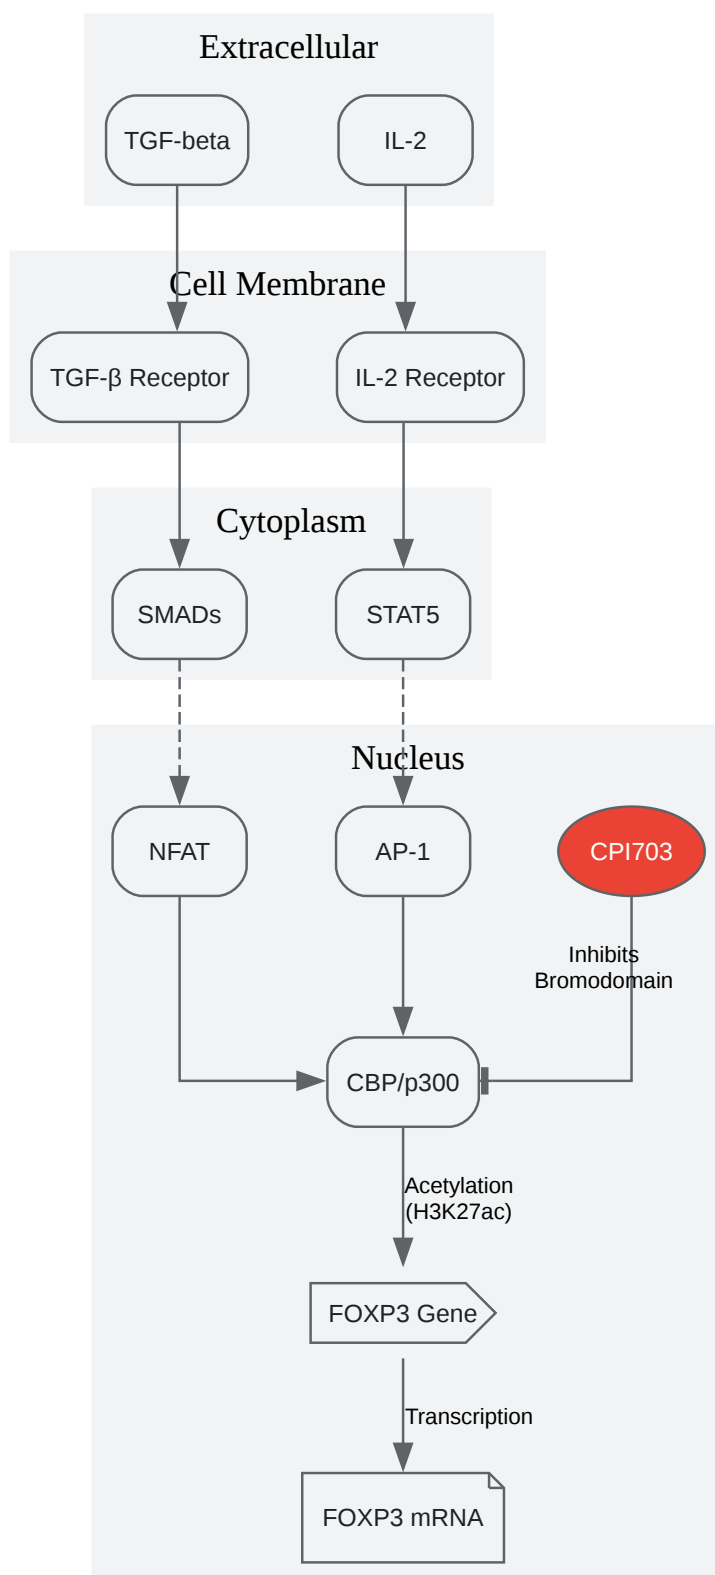 Extracellular
TGF-beta
IL-2
Cell Membrane
TGF-β Receptor
IL-2 Receptor
Cytoplasm
SMADs
STAT5
Nucleus
NFAT
AP-1
CPI703
Inhibits
Bromodomain
CBP/p300
Acetylation
(H3K27ac)
FOXP3 Gene
Transcription
FOXP3 mRNA